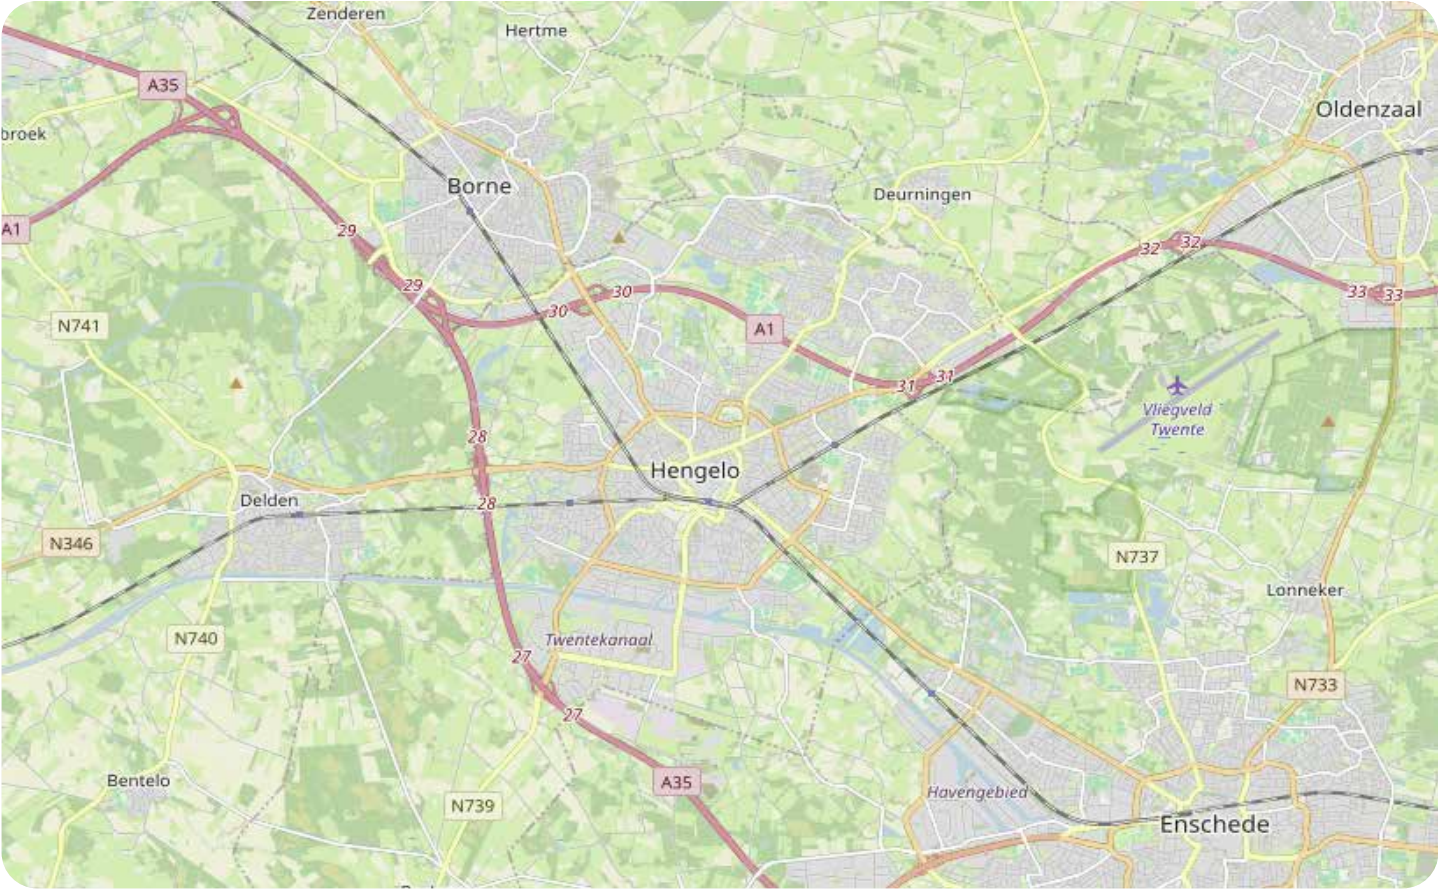 Zenderen
Hertme
A35
Oldenzaal
broek
Borne
Deurningen
A1
29
32
32
29
30
33
33
30
N741
A1
31
31
Vliegveld
Twente
28
Hengelo
28
Delden
N346
N737
Lonneker
N740
Twentekanaal
27
N733
27
Bentelo
A35
Havengebied
N739
Enschede